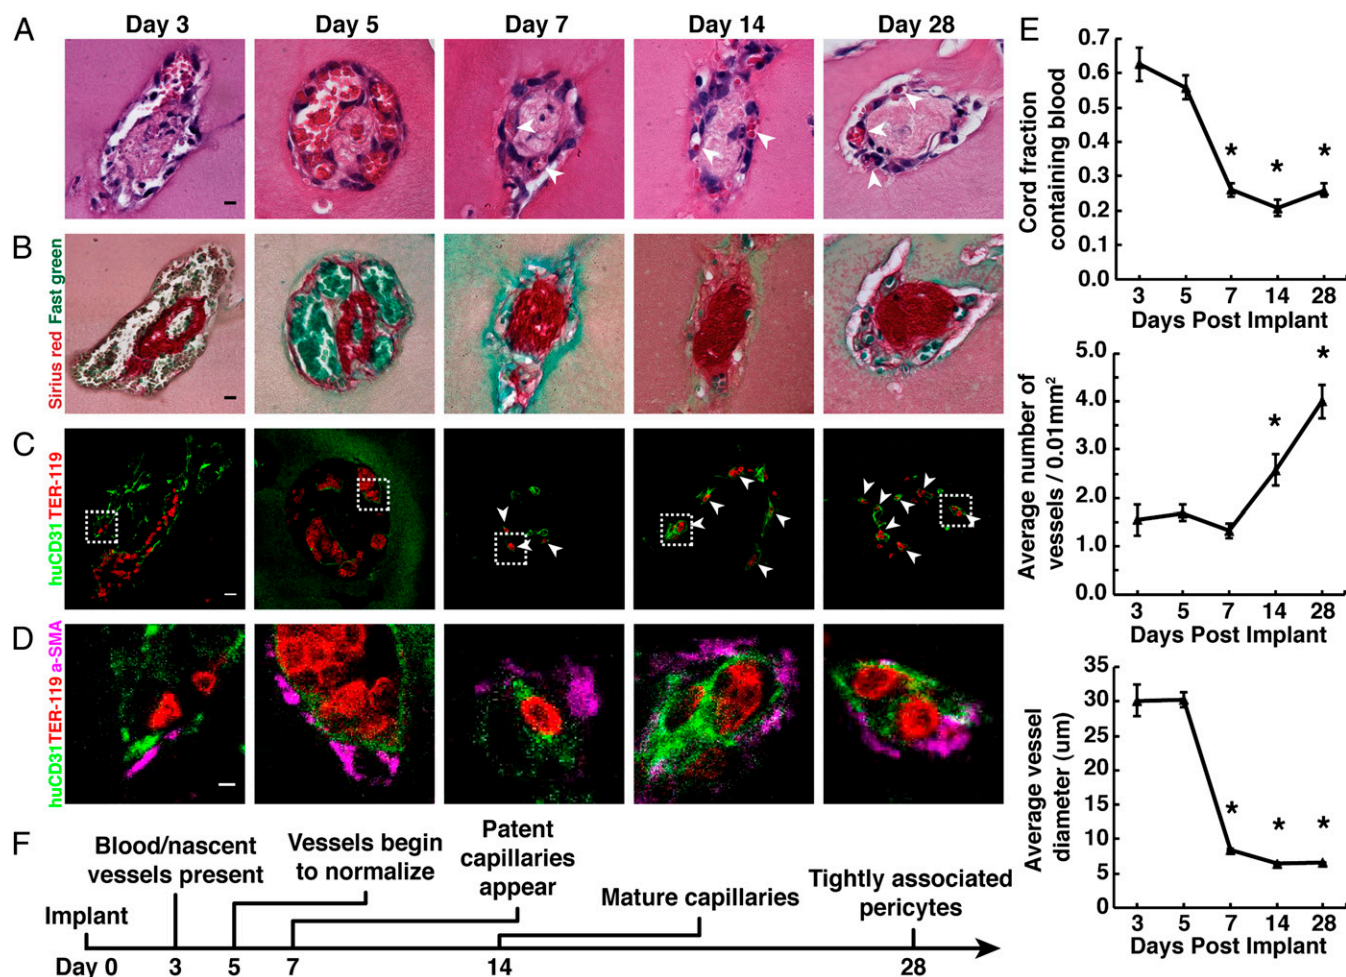 A
Day 3
Day 5
Day 7
Day 14
Day 28
B
Sirius red Fast green
C
huCD31 TER-119
D
huCD31 TER-119 a-SMA
E
Cord fraction
containing blood
0.7
0.6
0.5
0.4
0.3
0.2
0.1
0.0
* * *
3 5 7 14 28
Days Post Implant
Average number of
vessels / 0.01mm²
5.0
4.0
3.0
2.0
1.0
0.0
* *
3 5 7 14 28
Days Post Implant
Average vessel
diameter (um)
35
30
25
20
15
10
5
0
* * *
3 5 7 14 28
Days Post Implant
F
Implant
Blood/nascent
vessels present
Vessels begin
to normalize
Patent
capillaries
appear
Mature capillaries
Tightly associated
pericytes
Day 0 3 5 7 14 28